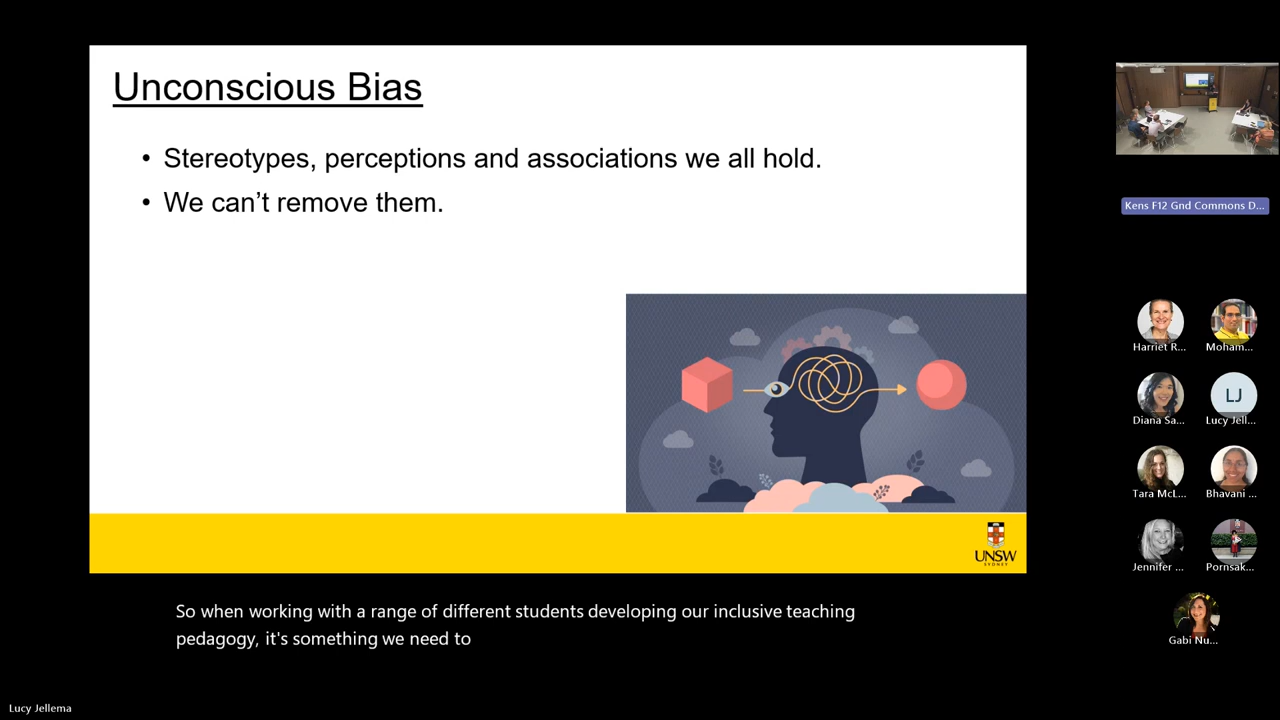 Unconscious Bias
• Stereotypes, perceptions and associations we all hold.
• We can’t remove them.
UNSW
SYDNEY
So when working with a range of different students developing our inclusive teaching
pedagogy, it's something we need to
Lucy Jellema
Kens F12 Gnd Commons D...
Harriet R...
Moham...
Diana Sa...
Lucy Jell...
LJ
Tara McL...
Bhavani ...
Jennifer ...
Pornsak...
Gabi Nu...